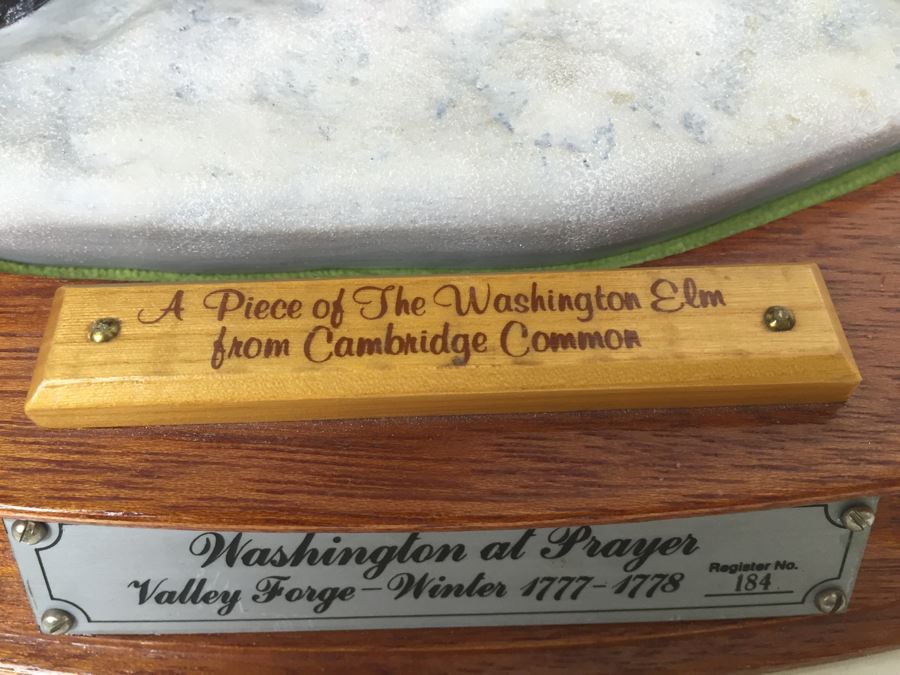 A Piece of The Washington Elm
from Cambridge Common
Washington at Prayer
Valley Forge – Winter 1777 – 1778
Register No.
184